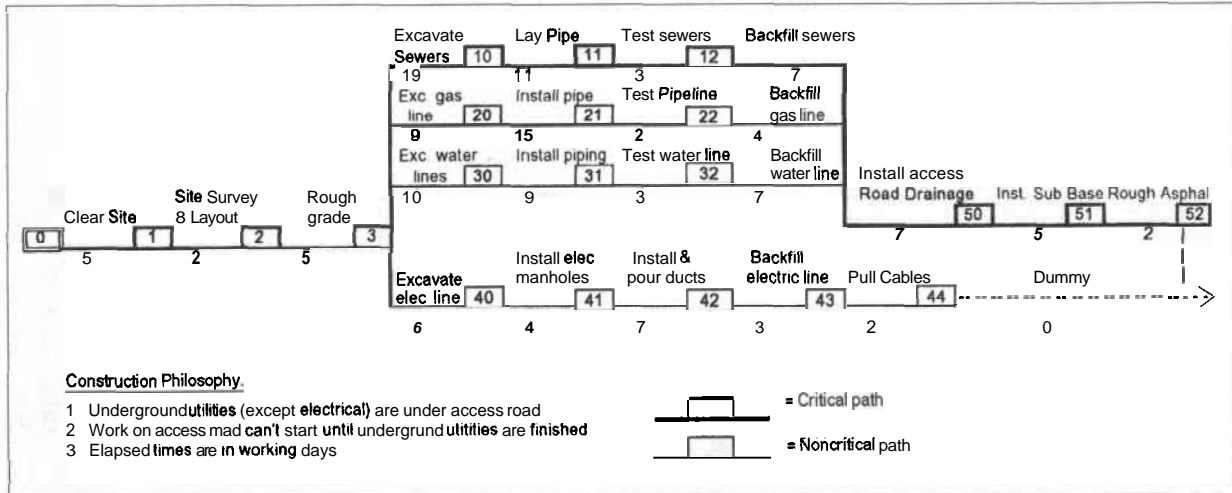 Excavate Lay Pipe Test sewers Backfill sewers
Sewers 10 11 12
19 11 3 7
Exc. gas Install pipe Test Pipeline Backfill
line 20 21 22 gas line
9 15 2 4
Exc. water Install piping Test water line Backfill
lines 30 31 32 water line
10 9 3 7
Install access
Road Drainage 50 Inst. Sub Base 51 Rough Asphal 52
7 5 2
Site Survey Rough
Clear Site 8 Layout grade
0 1 2 3
5 2 5
Install elec Install & Backfill
Excavate manholes pour ducts electric line Pull Cables Dummy
elec line 40 41 42 43 44
6 4 7 3 2 0
Construction Philosophy.
1 Undergroundutilities (except electrical) are under access road
2 Work on access mad can't start until undergrund utitities are finished
3 Elapsed times are in working days
= Critical path
= Noncritical path